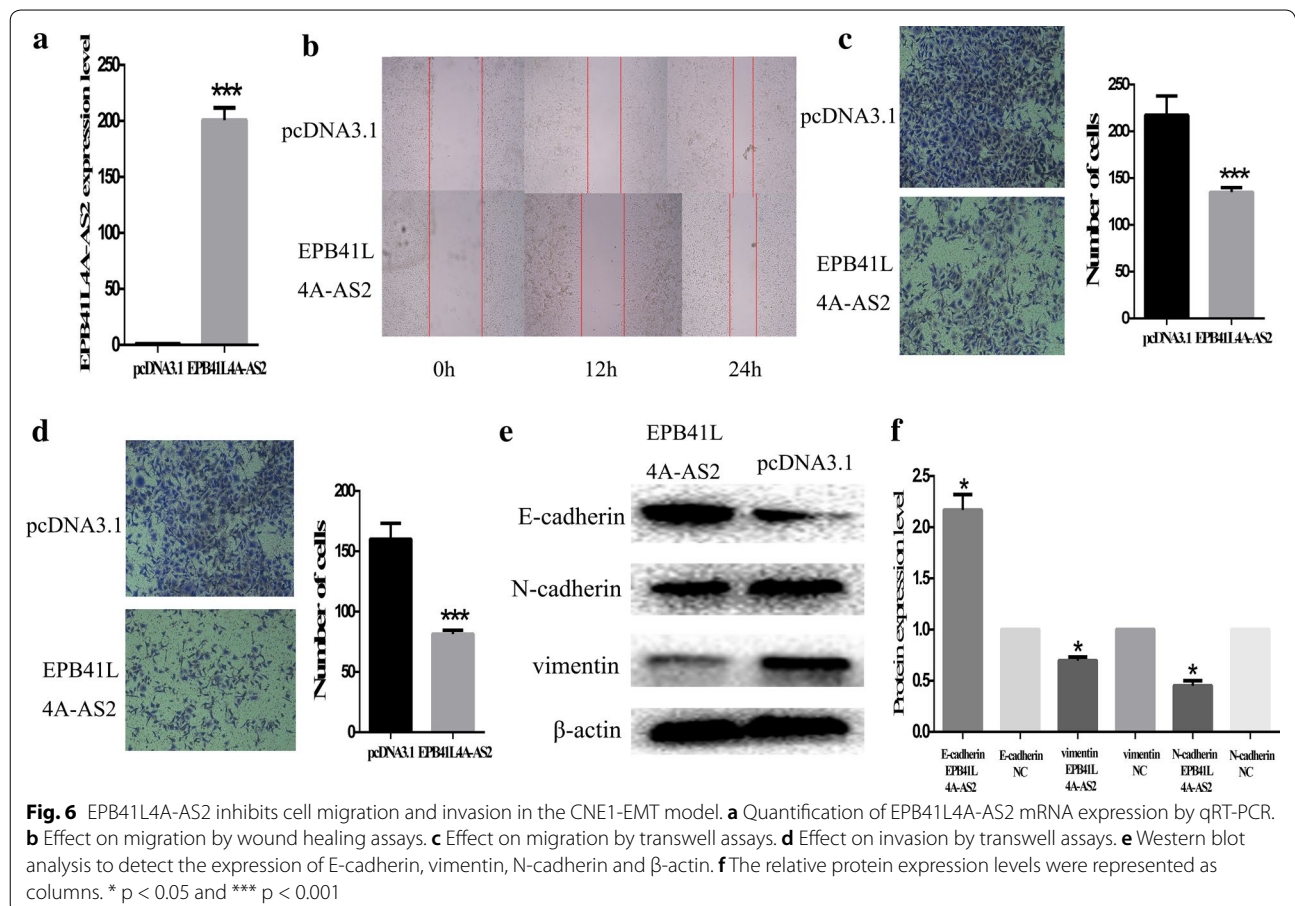 a
EPB41L4A-AS2 expression level
250
200
150
100
50
0
***
pcDNA3.1 EPB41L4A-AS2
b
pcDNA3.1
EPB41L
4A-AS2
0h 12h 24h
c
pcDNA3.1
EPB41L
4A-AS2
Number of cells
250
200
150
100
50
0
***
pcDNA3.1 EPB41L4A-AS2
d
pcDNA3.1
EPB41L
4A-AS2
Number of cells
200
150
100
50
0
***
pcDNA3.1 EPB41L4A-AS2
e
EPB41L
4A-AS2
pcDNA3.1
E-cadherin
N-cadherin
vimentin
β-actin
f
Protein expression level
2.5
2.0
1.0
0.5
0.0
*
*
*
E-cadherin
EPB41L
4A-AS2
E-cadherin
NC
vimentin
EPB41L
4A-AS2
vimentin
NC
N-cadherin
EPB41L
4A-AS2
N-cadherin
NC
Fig. 6 EPB41L4A-AS2 inhibits cell migration and invasion in the CNE1-EMT model. a Quantification of EPB41L4A-AS2 mRNA expression by qRT-PCR.
b Effect on migration by wound healing assays. c Effect on migration by transwell assays. d Effect on invasion by transwell assays. e Western blot
analysis to detect the expression of E-cadherin, vimentin, N-cadherin and β-actin. f The relative protein expression levels were represented as
columns. * p < 0.05 and *** p < 0.001